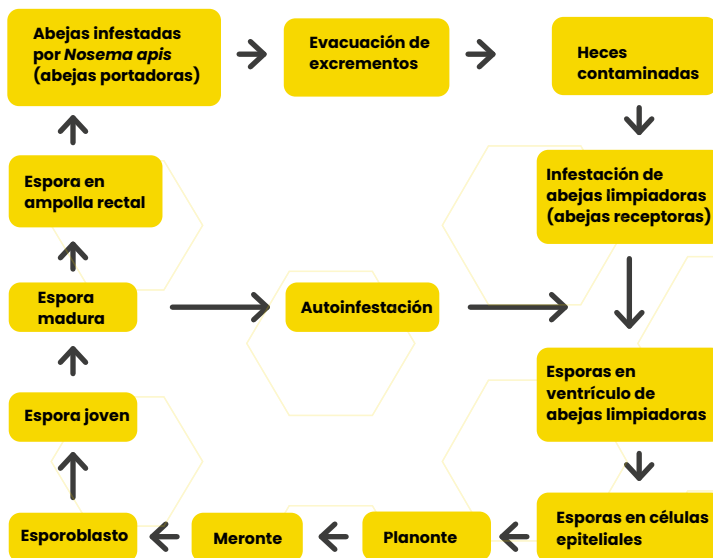 Abejas infestadas
por Nosema apis
(abejas portadoras)
Evacuación de
excrementos
Heces
contaminadas
Espora en
ampolla rectal
Infestación de
abejas limpiadoras
(abejas receptoras)
Espora
madura
Autoinfestación
Espora joven
Esporas en
ventrículo de
abejas limpiadoras
Esporoblasto
Meronte
Planonte
Esporas en células
epiteliales